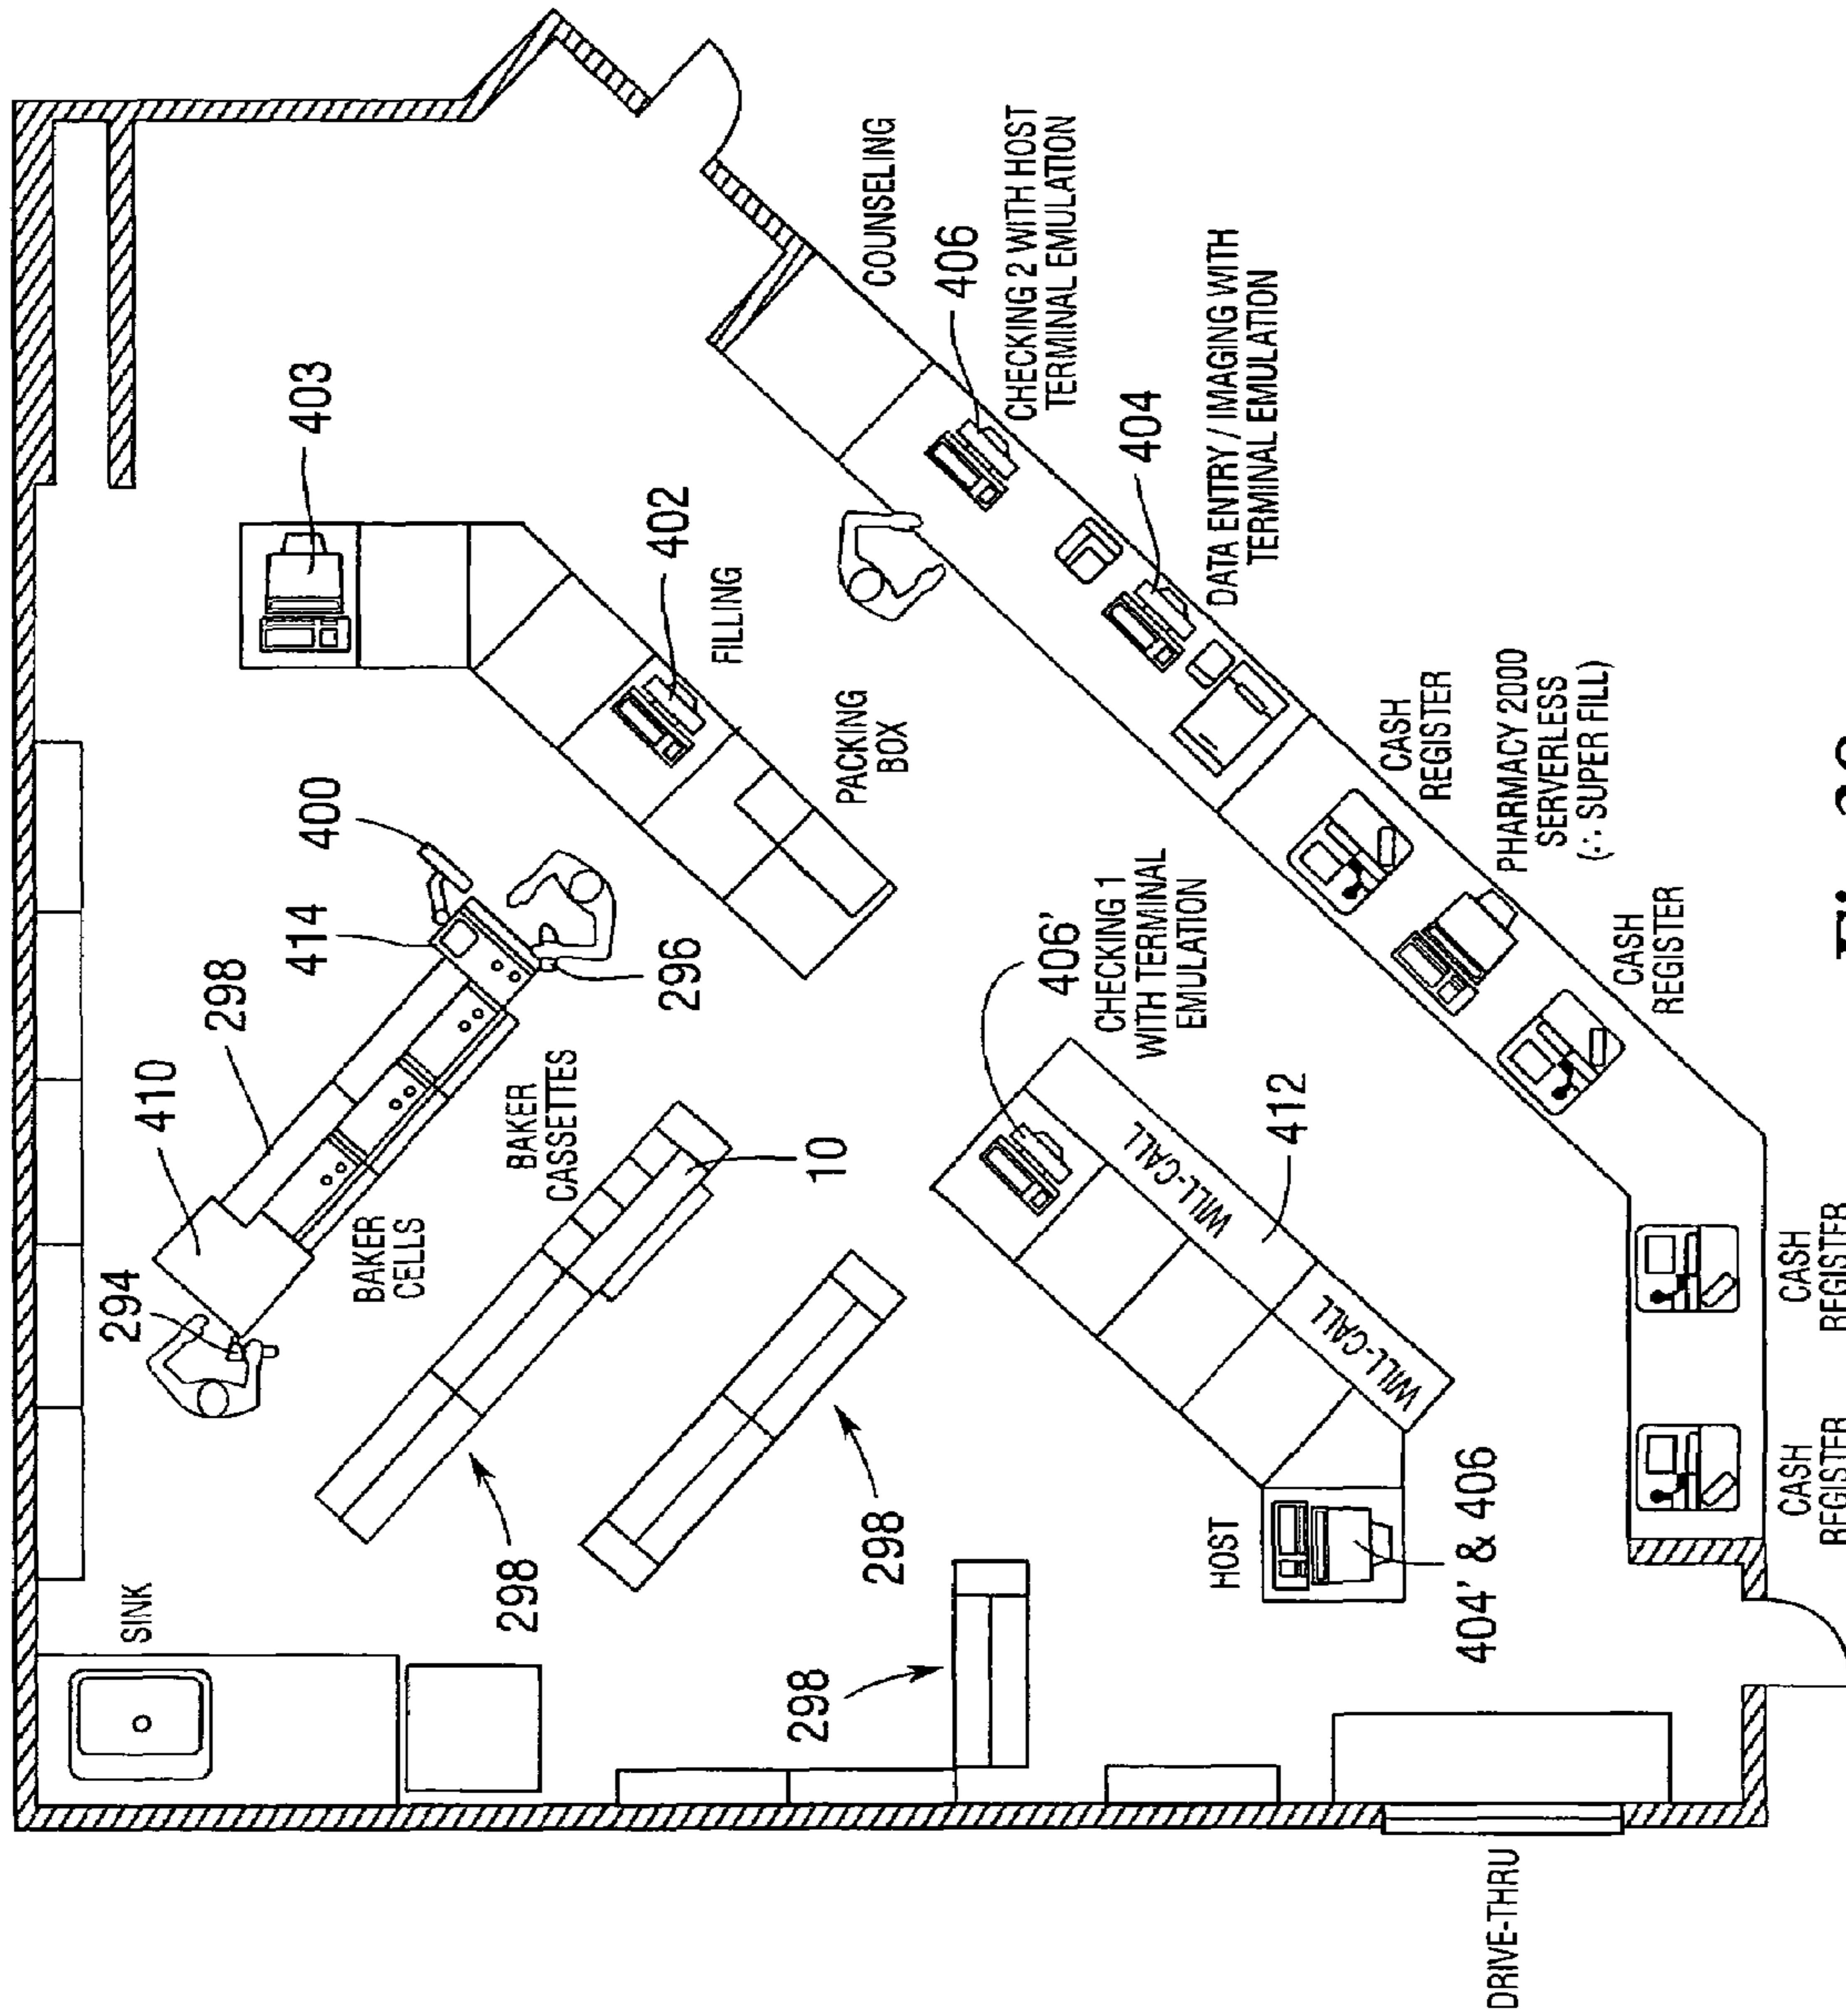 DRIVE-THRU
SINK
HOST
404' & 406
298
298
298
294
410
298
414
400
BAKER
CELLS
BAKER
CASSETTES
10
296
403
402
FILLING
PACKING
BOX
406'
CHECKING 1
WITH TERMINAL
EMULATION
WILL-CALL
WILL-CALL
412
COUNSELING
406
CHECKING 2 WITH HOST
TERMINAL EMULATION
404
DATA ENTRY / IMAGING WITH
TERMINAL EMULATION
CASH
REGISTER
PHARMACY 2000
SERVERLESS
(∴ SUPER FILL)
CASH
REGISTER
CASH
REGISTER
CASH
REGISTER